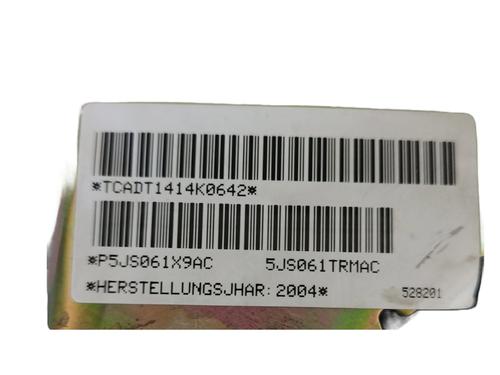 *TCADT1414K0642*
*P5JS061X9AC 5JS061TRMAC
*HERSTELLUNGSJHAR: 2004* 528201